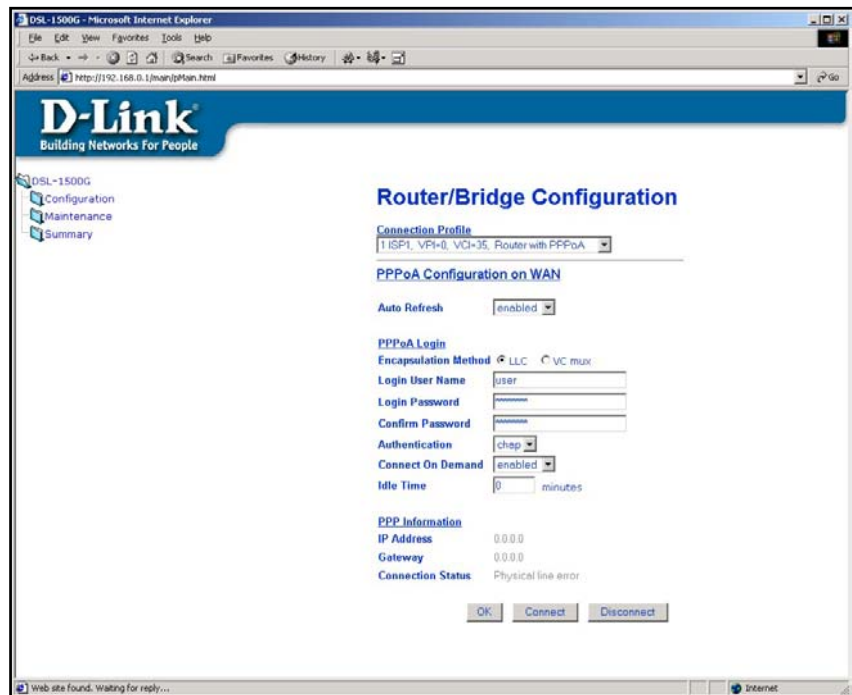 DSL-1500G - Microsoft Internet Explorer
File Edit View Favorites Tools Help
Back Search Favorites History
Address http://192.168.0.1/main/pMain.html Go
D-Link
Building Networks for People
DSL-1500G
Configuration
Maintenance
Summary
Router/Bridge Configuration
Connection Profile
1 ISP1, VPI=0, VCI=35, Router with PPPoA
PPPoA Configuration on WAN
Auto Refresh enabled
PPPoA Login
Encapsulation Method LLC VC mux
Login User Name user
Login Password ********
Confirm Password ********
Authentication chap
Connect On Demand enabled
Idle Time 0 minutes
PPP Information
IP Address 0.0.0.0
Gateway 0.0.0.0
Connection Status Physical line error
OK Connect Disconnect
Web site found. Waiting for reply... Internet